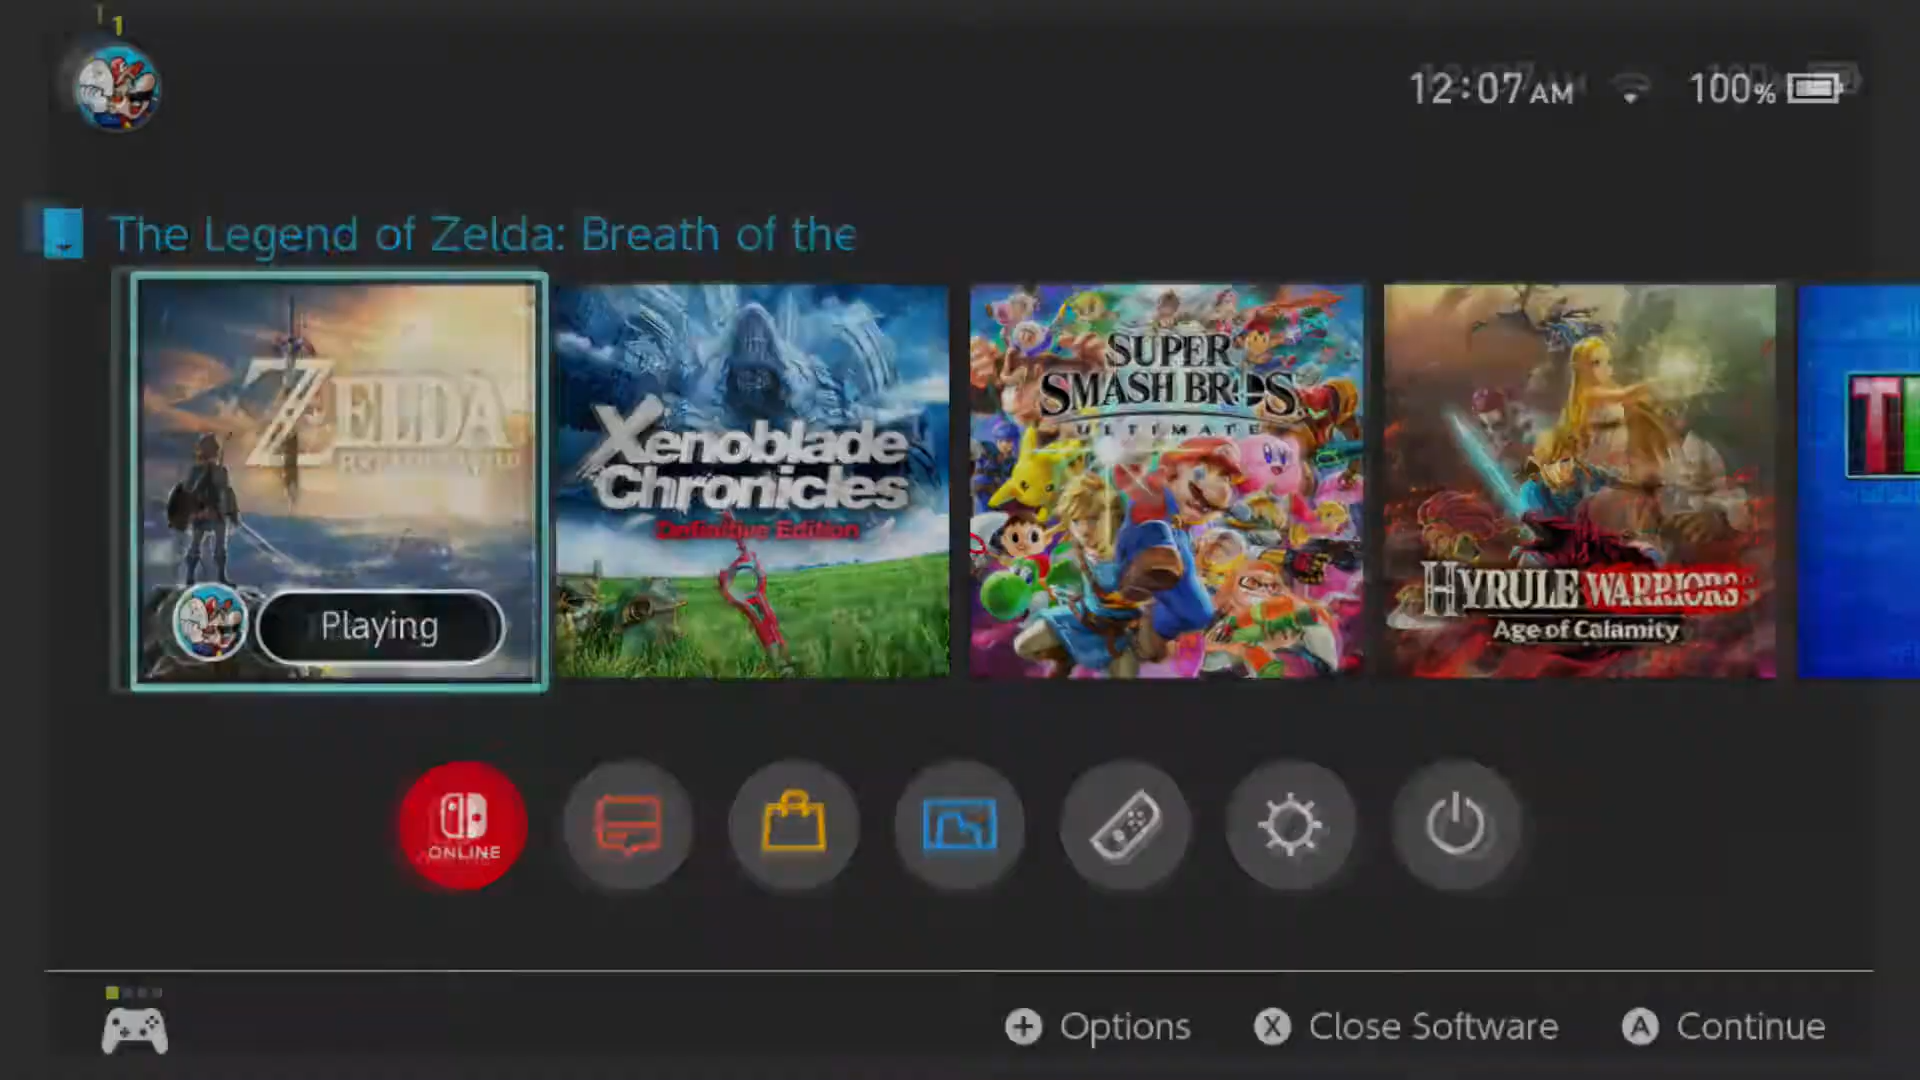 1
12:07 AM 100%
The Legend of Zelda: Breath of the
ZELDA
Xenoblade
Chronicles
Definitive Edition
SUPER
SMASH BROS.
ULTIMATE
HYRULE WARRIORS
Age of Calamity
Playing
ONLINE
+ Options X Close Software A Continue